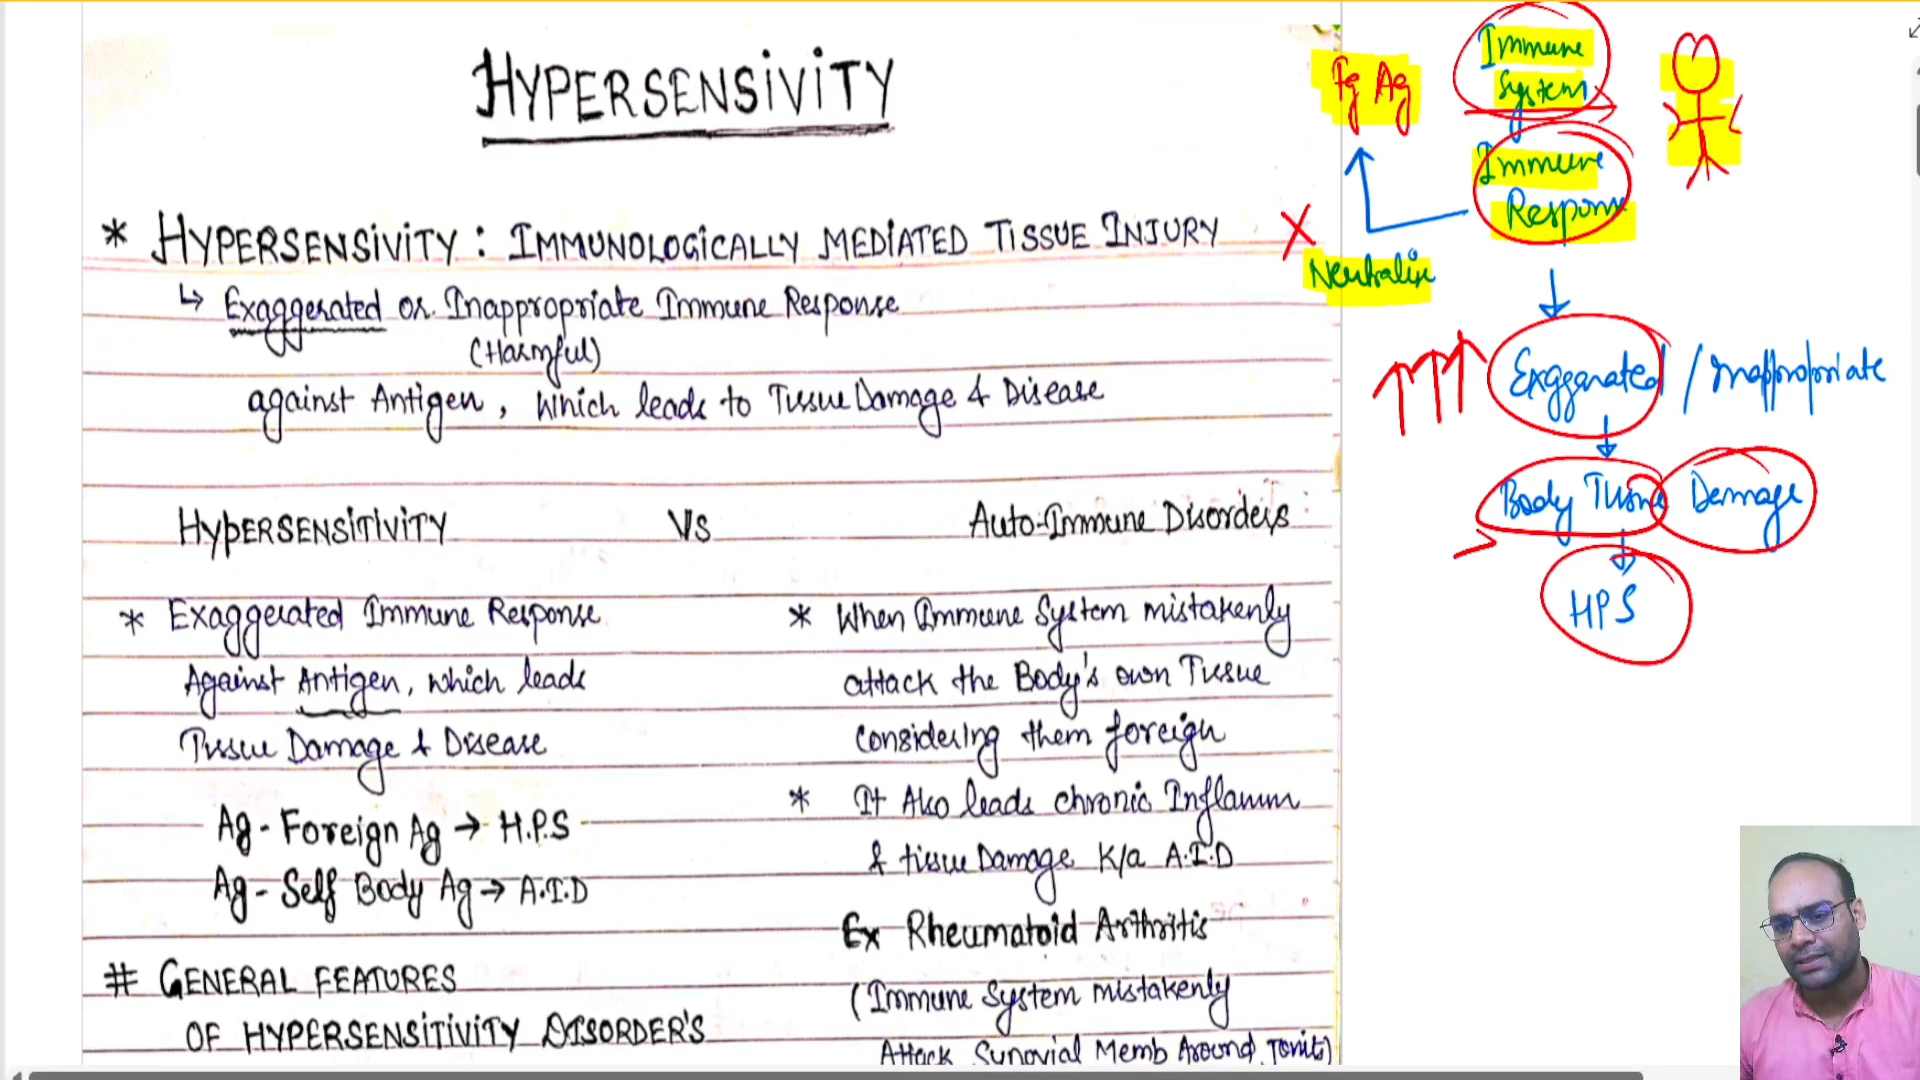 HYPERSENSiViTY
* HYPERSENSiViTY : IMMUNOLOGiCALLY MEDIATED TISSUE INJURY
↳ Exaggerated or Inappropriate Immune Response
(Harmful)
against Antigen, which leads to Tissue Damage & Disease
HYpERSENSITIVITY Vs AUTO-IMMUNE DISORDERS
* Exaggerated Immune Response
Against Antigen, which leads
Tissue Damage & Disease
Ag - Foreign Ag → H.P.S
Ag - Self Body Ag → A.I.D
# GENERAL FEATURES
OF HYPERSENSITIVITY DISORDER'S
* When Immune System mistakenly
attack the Body's own Tissue
Considering them foreign
* It Also leads chronic Inflamm
& tissue Damage K/a A.I.D
Ex Rheumatoid Arthritis
(Immune System mistakenly
Attack Synovial Memb Around Joints)
Fg Ag
Immune
System
Immune
Response
Neutralize
Exggerated / Inappropriate
Body Tissue Damage
HPS